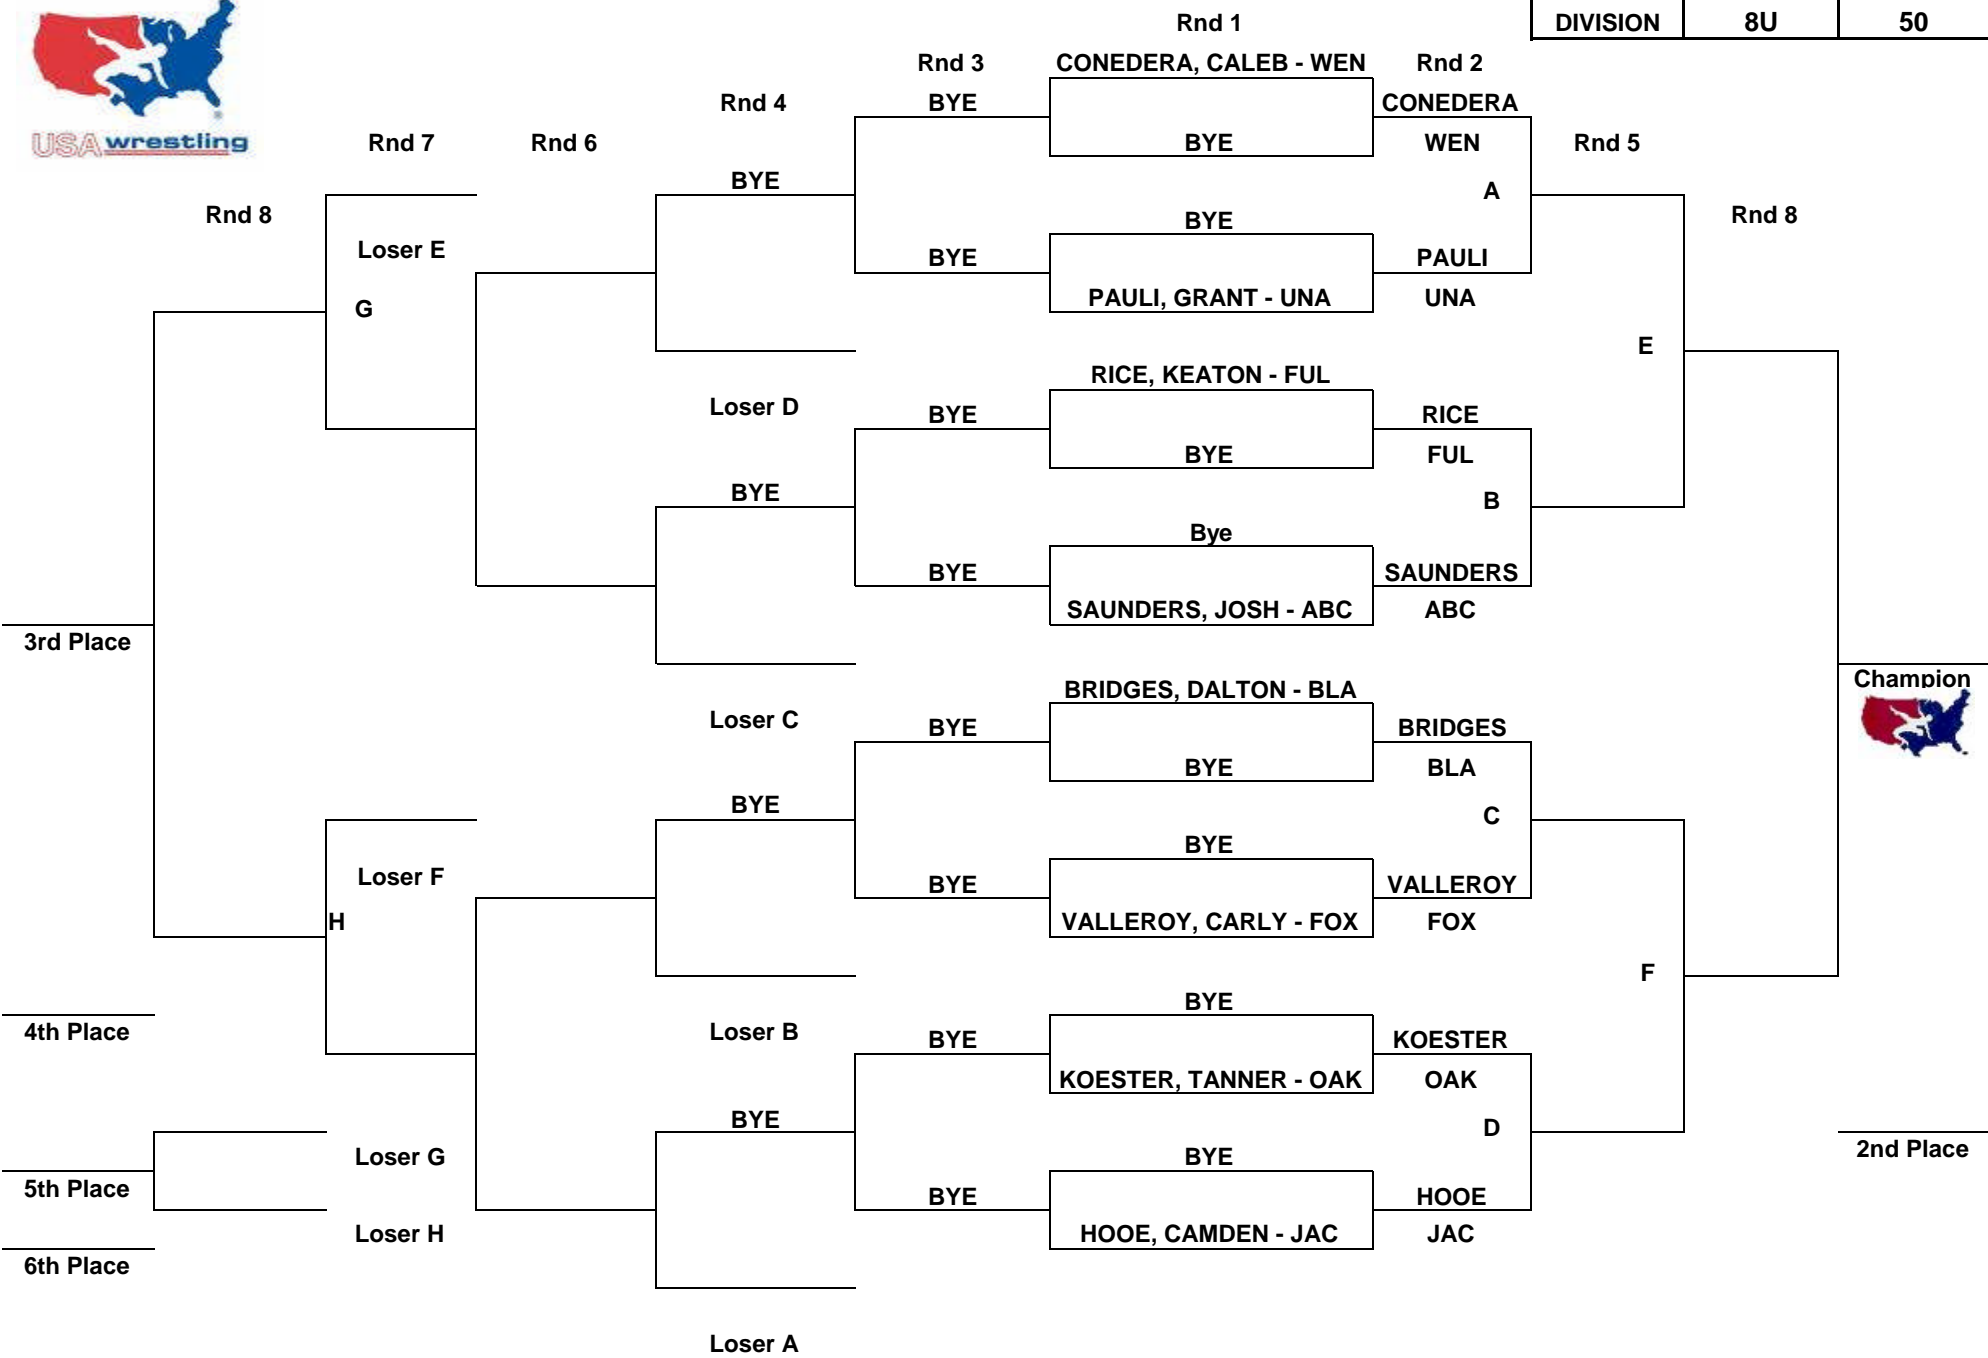 Rnd 1
DIVISION 8U 50
Rnd 3 CONEDERA, CALEB - WEN Rnd 2
Rnd 4 BYE CONEDERA
USA wrestling Rnd 7 Rnd 6 BYE WEN Rnd 5
BYE
A
Rnd 8 BYE Rnd 8
Loser E BYE PAULI
G PAULI, GRANT - UNA UNA
E
RICE, KEATON - FUL
Loser D BYE RICE
BYE FUL
BYE B
Bye
BYE SAUNDERS
SAUNDERS, JOSH - ABC ABC
3rd Place
Champion
BRIDGES, DALTON - BLA
Loser C BYE BRIDGES
BYE BLA
BYE C
BYE
Loser F BYE VALLEROY
H VALLEROY, CARLY - FOX FOX
F
BYE
4th Place Loser B BYE KOESTER
KOESTER, TANNER - OAK OAK
BYE D
Loser G BYE 2nd Place
5th Place BYE HOOE
Loser H HOOE, CAMDEN - JAC JAC
6th Place
Loser A